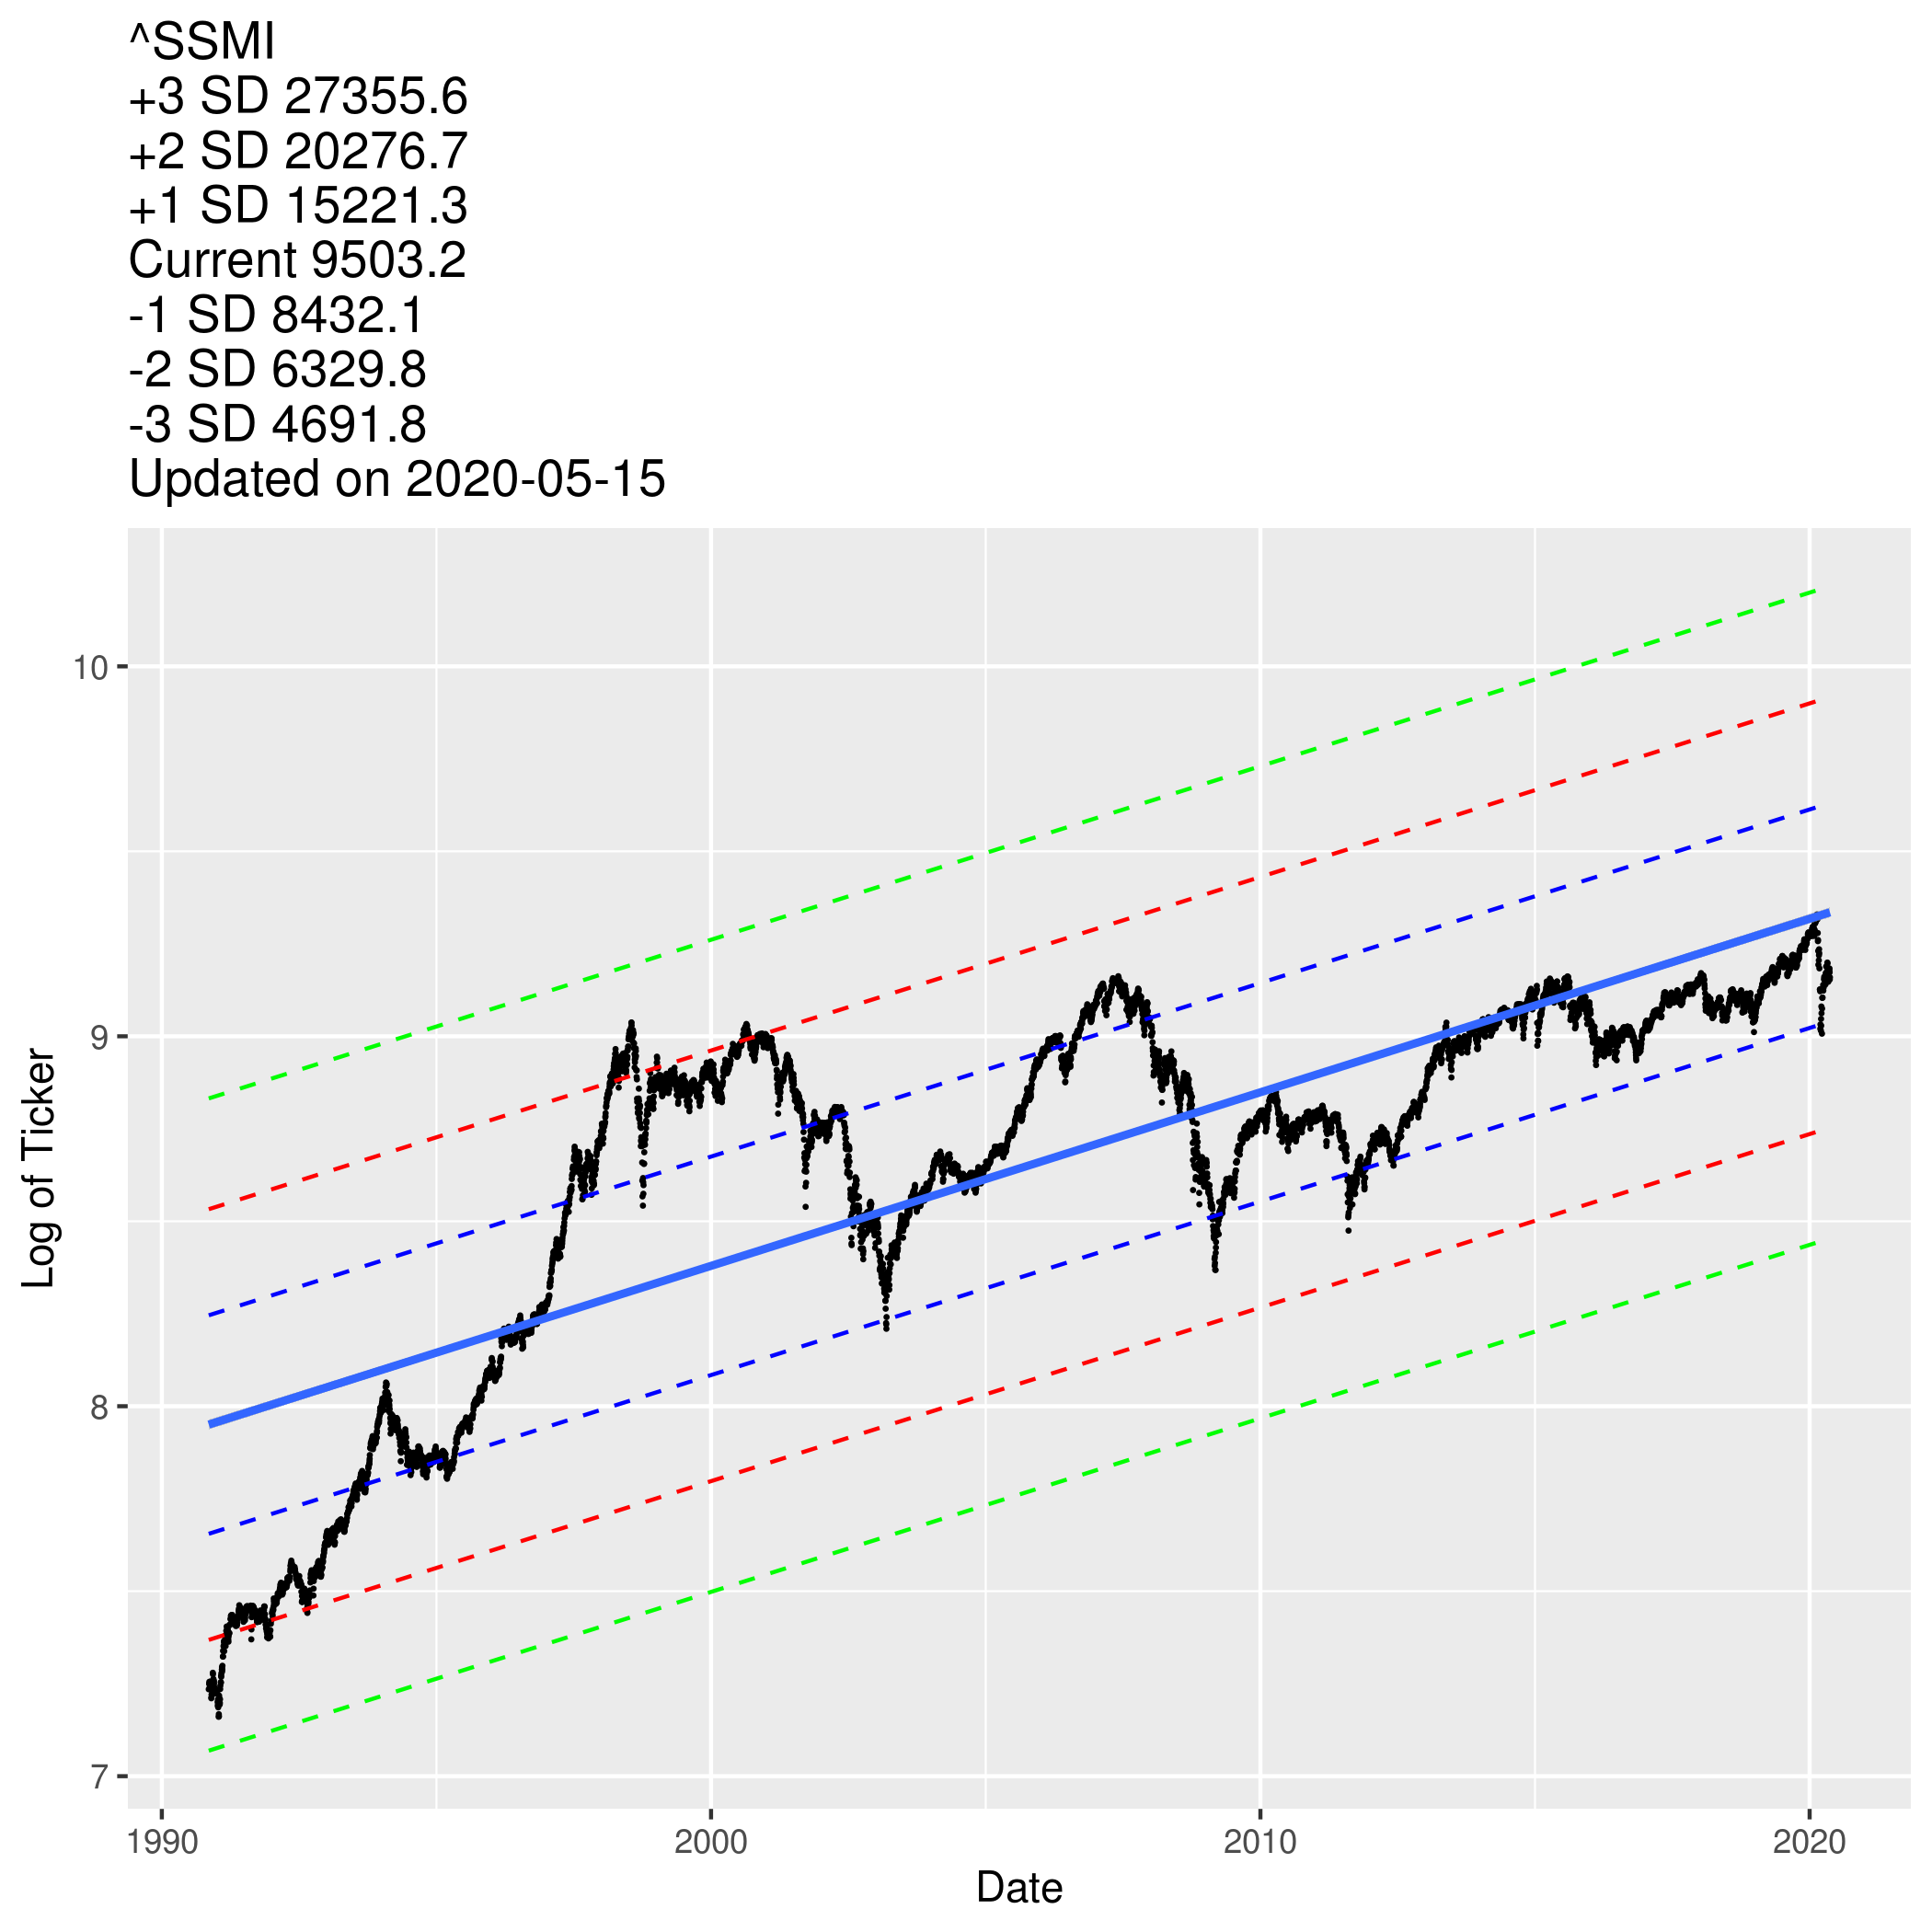 ^SSMI
+3 SD 27355.6
+2 SD 20276.7
+1 SD 15221.3
Current 9503.2
-1 SD 8432.1
-2 SD 6329.8
-3 SD 4691.8
Updated on 2020-05-15
10
9
8
7
Log of Ticker
1990 2000 2010 2020
Date